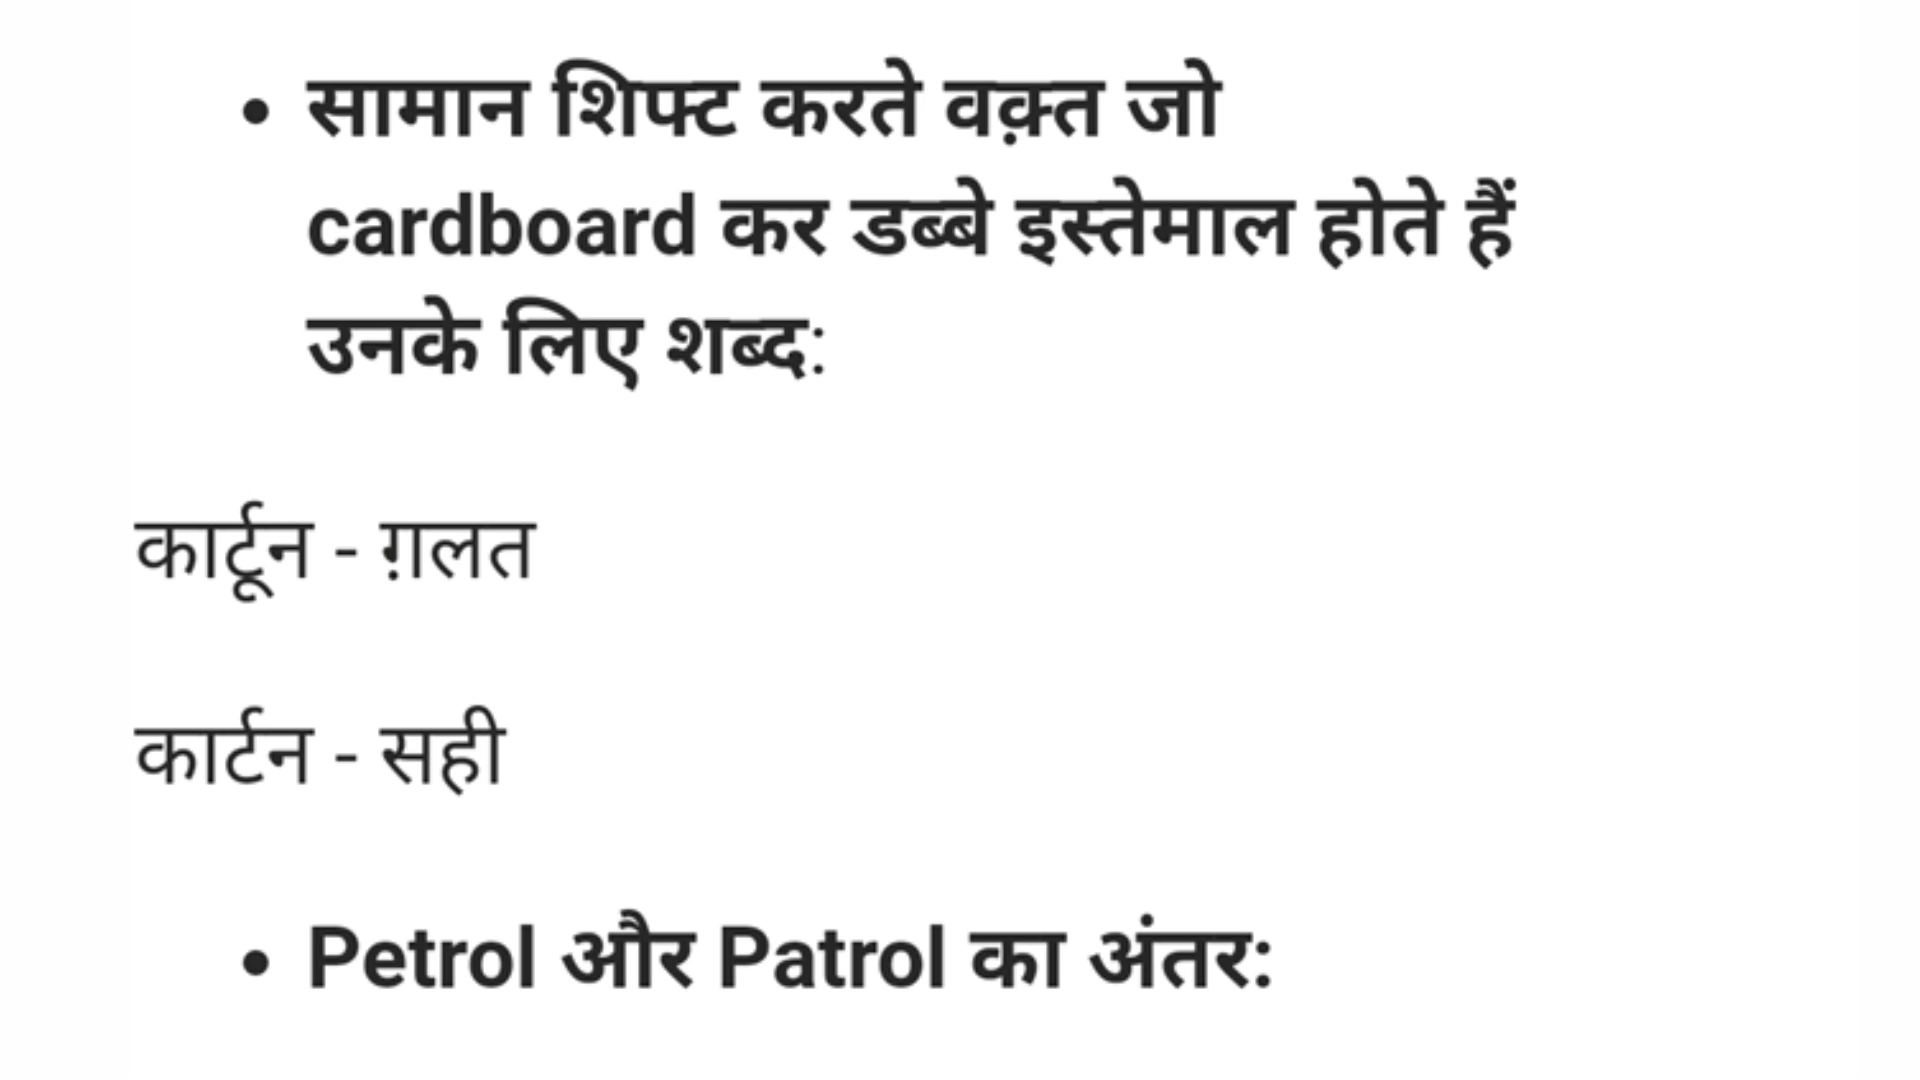 • सामान शिफ्ट करते वक़्त जो
cardboard कर डब्बे इस्तेमाल होते हैं
उनके लिए शब्द:
कार्टून - ग़लत
कार्टन - सही
• Petrol और Patrol का अंतर: